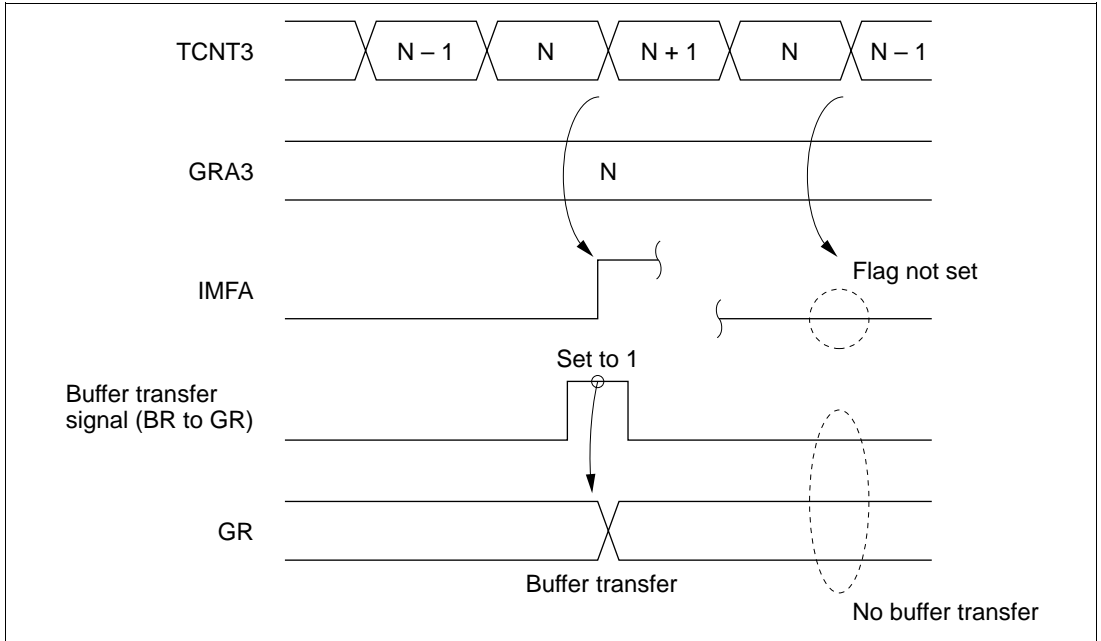 TCNT3
N – 1
N
N + 1
N
N – 1
GRA3
N
IMFA
Flag not set
Set to 1
Buffer transfer
signal (BR to GR)
GR
Buffer transfer
No buffer transfer